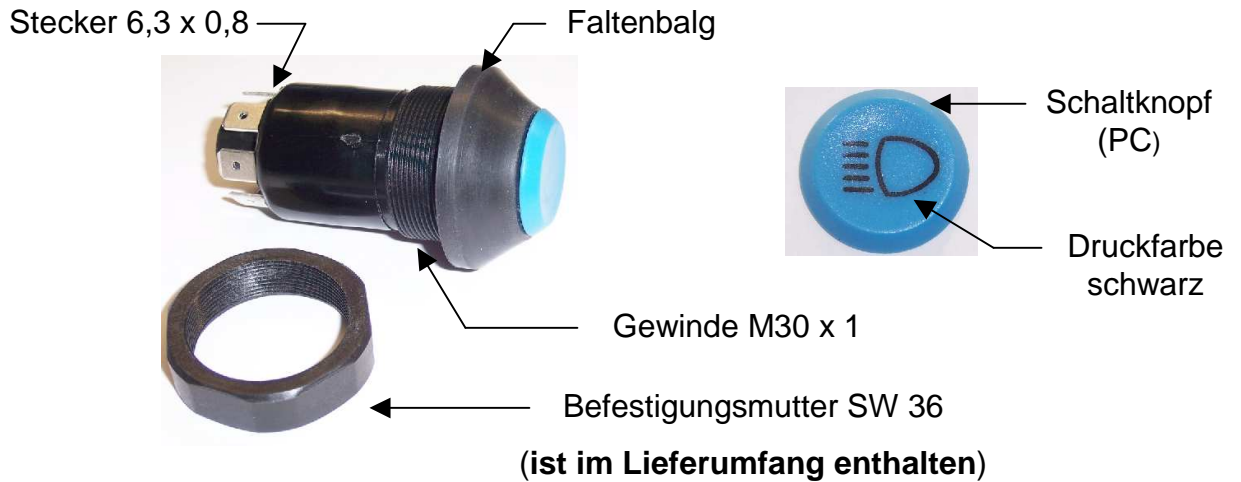 Stecker 6,3 x 0,8
Faltenbalg
Schaltknopf
(PC)
Druckfarbe
schwarz
Gewinde M30 x 1
Befestigungsmutter SW 36
(ist im Lieferumfang enthalten)